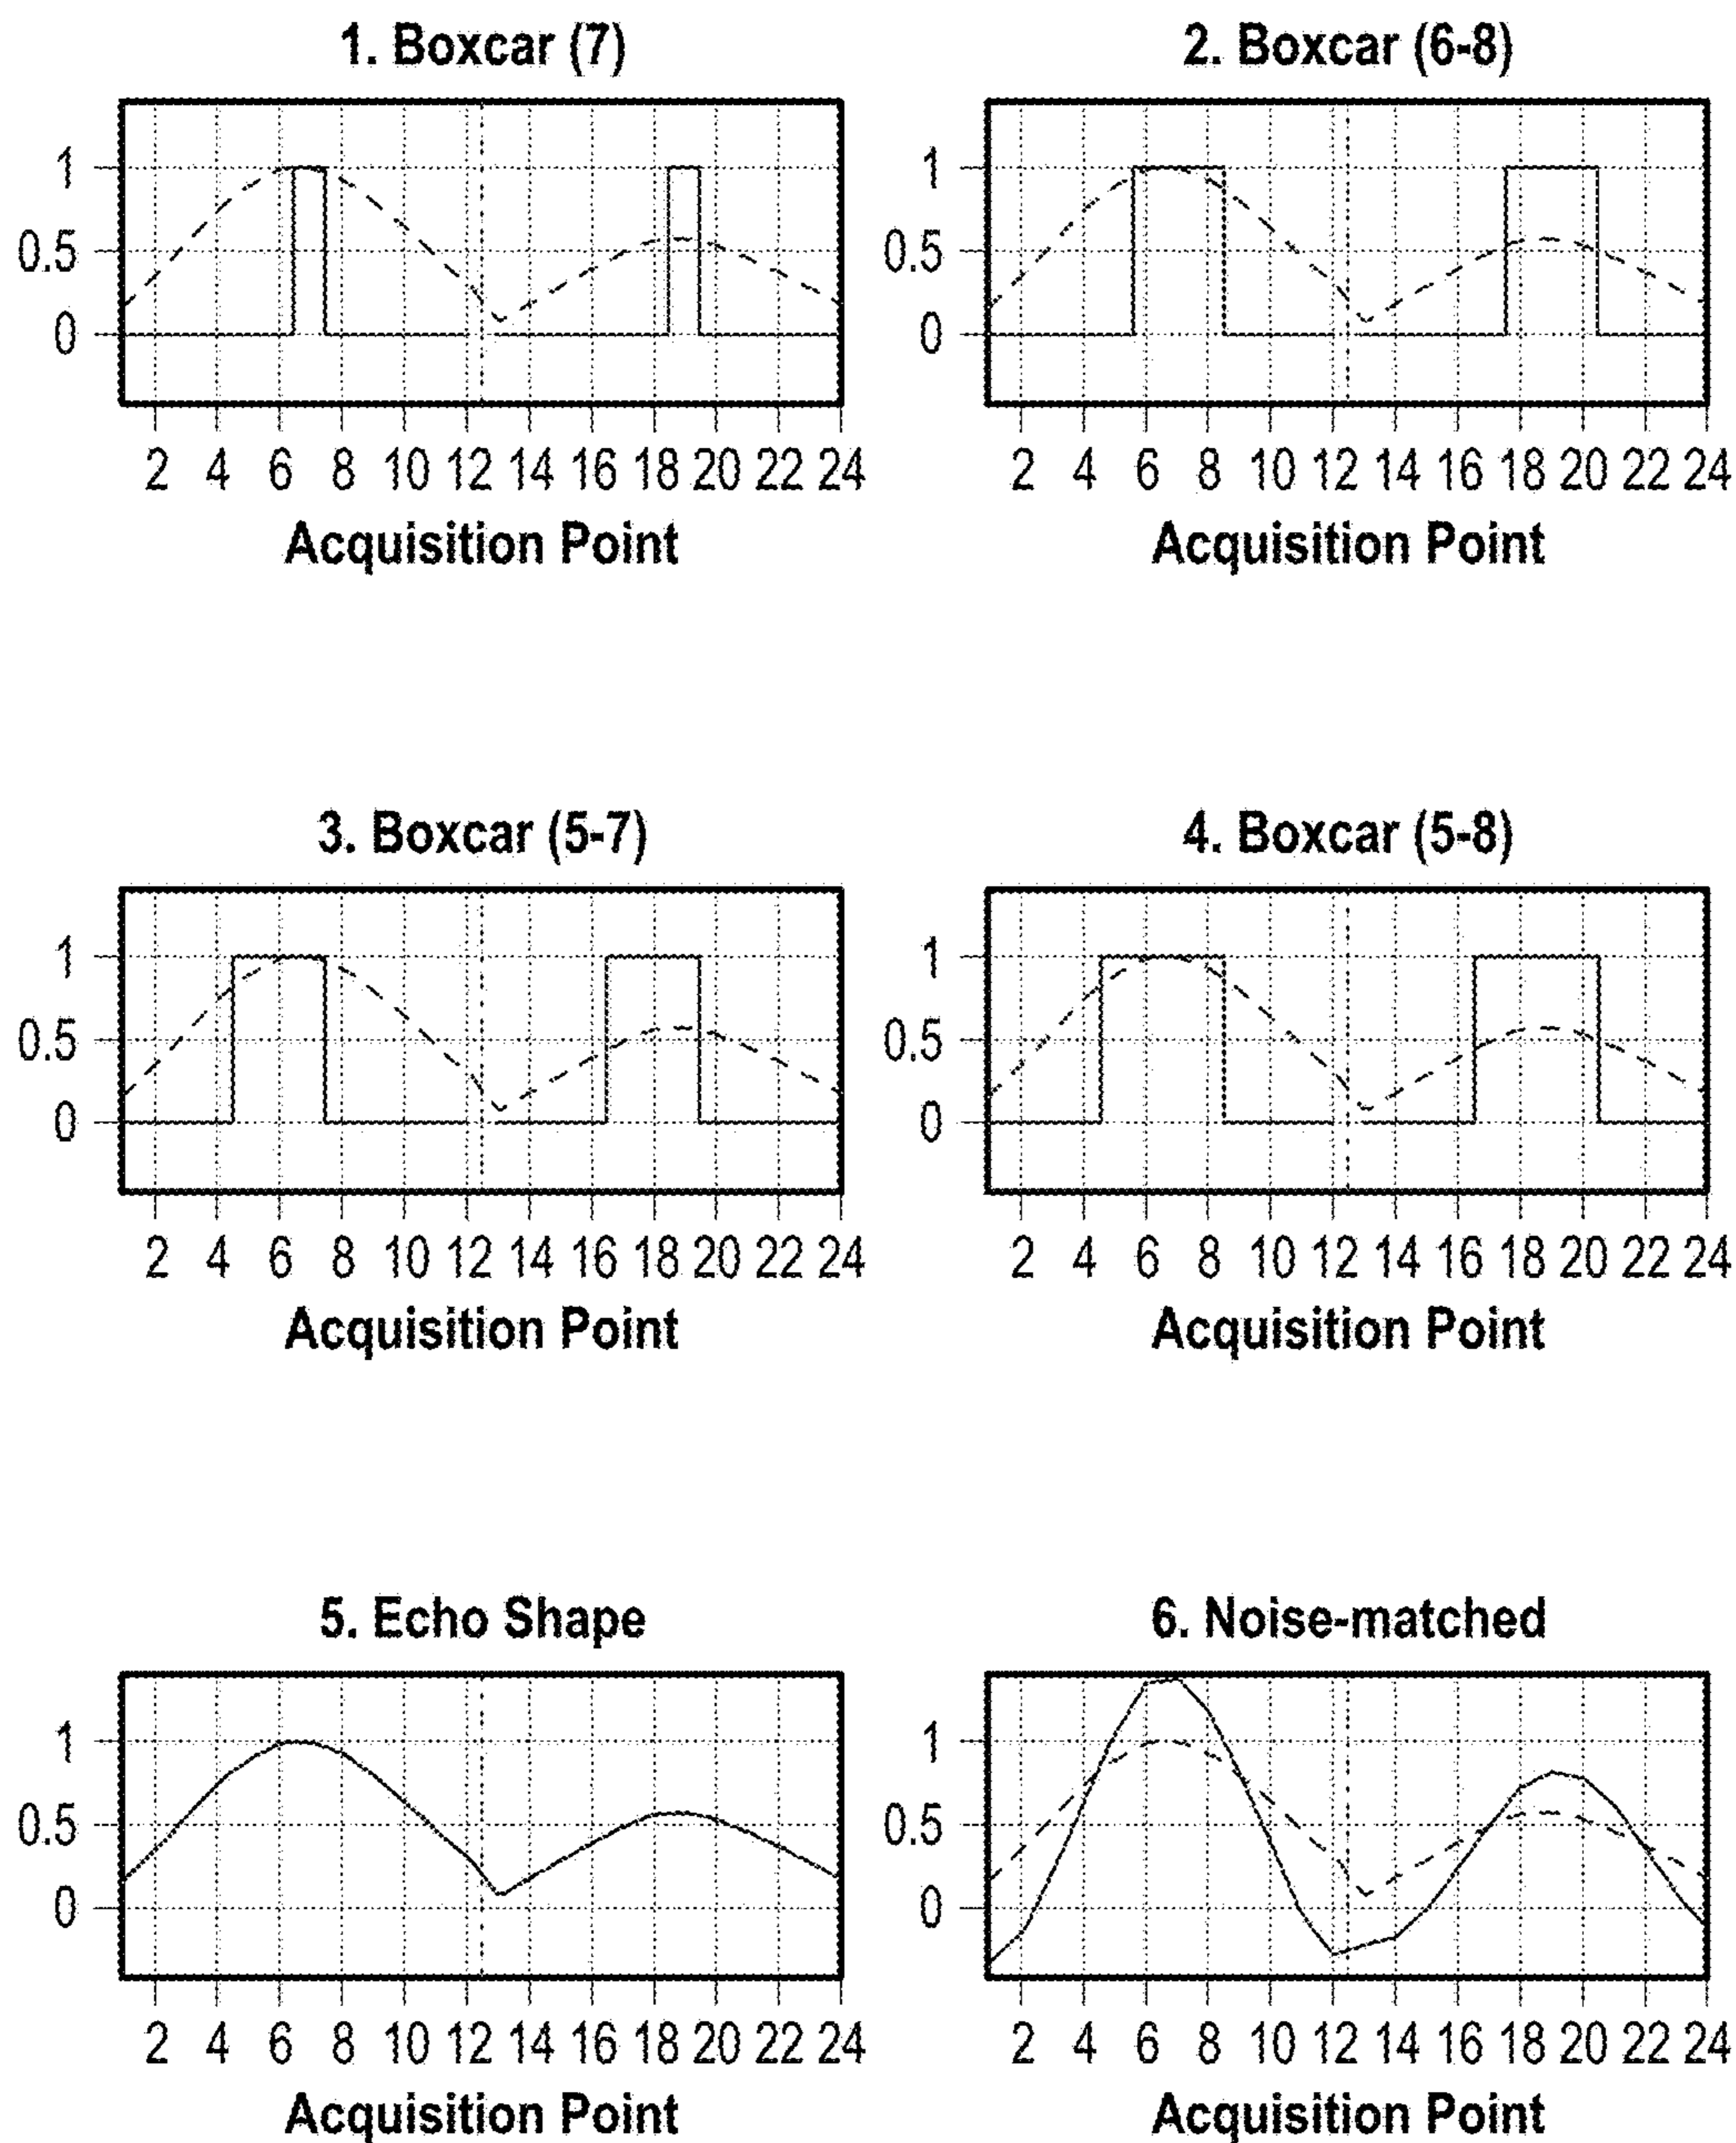 1. Boxcar (7)
1
0.5
0
2 4 6 8 10 12 14 16 18 20 22 24
Acquisition Point
2. Boxcar (6-8)
1
0.5
0
2 4 6 8 10 12 14 16 18 20 22 24
Acquisition Point
3. Boxcar (5-7)
1
0.5
0
2 4 6 8 10 12 14 16 18 20 22 24
Acquisition Point
4. Boxcar (5-8)
1
0.5
0
2 4 6 8 10 12 14 16 18 20 22 24
Acquisition Point
5. Echo Shape
1
0.5
0
2 4 6 8 10 12 14 16 18 20 22 24
Acquisition Point
6. Noise-matched
1
0.5
0
2 4 6 8 10 12 14 16 18 20 22 24
Acquisition Point